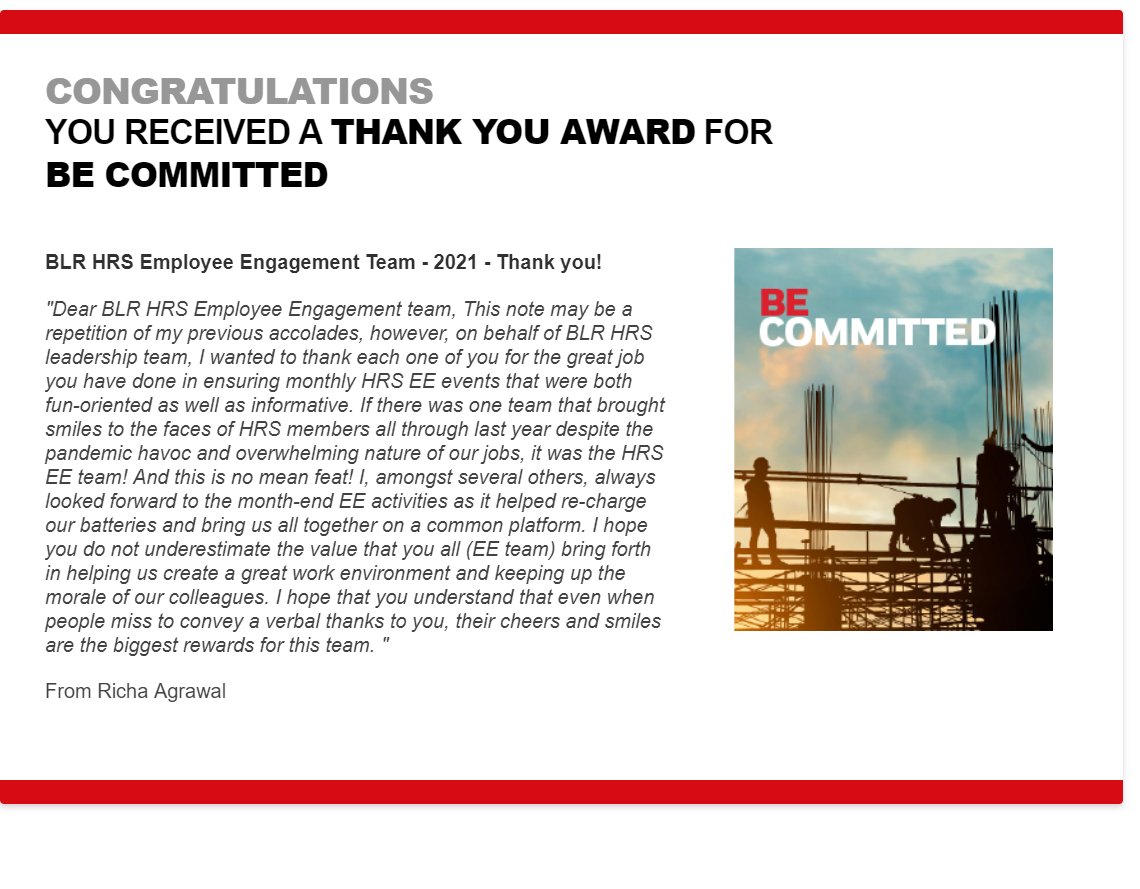 CONGRATULATIONS
YOU RECEIVED A THANK YOU AWARD FOR
BE COMMITTED
BLR HRS Employee Engagement Team - 2021 - Thank you!
"Dear BLR HRS Employee Engagement team, This note may be a
repetition of my previous accolades, however, on behalf of BLR HRS
leadership team, I wanted to thank each one of you for the great job
you have done in ensuring monthly HRS EE events that were both
fun-oriented as well as informative. If there was one team that brought
smiles to the faces of HRS members all through last year despite the
pandemic havoc and overwhelming nature of our jobs, it was the HRS
EE team! And this is no mean feat! I, amongst several others, always
looked forward to the month-end EE activities as it helped re-charge
our batteries and bring us all together on a common platform. I hope
you do not underestimate the value that you all (EE team) bring forth
in helping us create a great work environment and keeping up the
morale of our colleagues. I hope that you understand that even when
people miss to convey a verbal thanks to you, their cheers and smiles
are the biggest rewards for this team. "
From Richa Agrawal
BE
COMMITTED